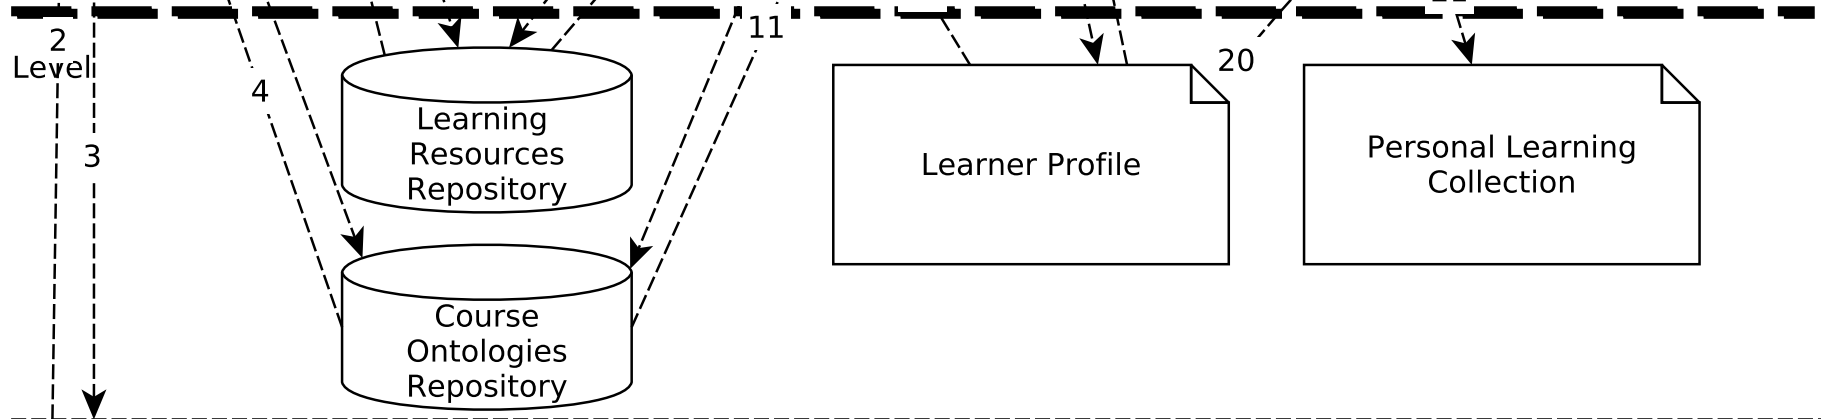 2
Level
3
4
Learning
Resources
Repository
Course
Ontologies
Repository
11
Learner Profile
20
Personal Learning
Collection